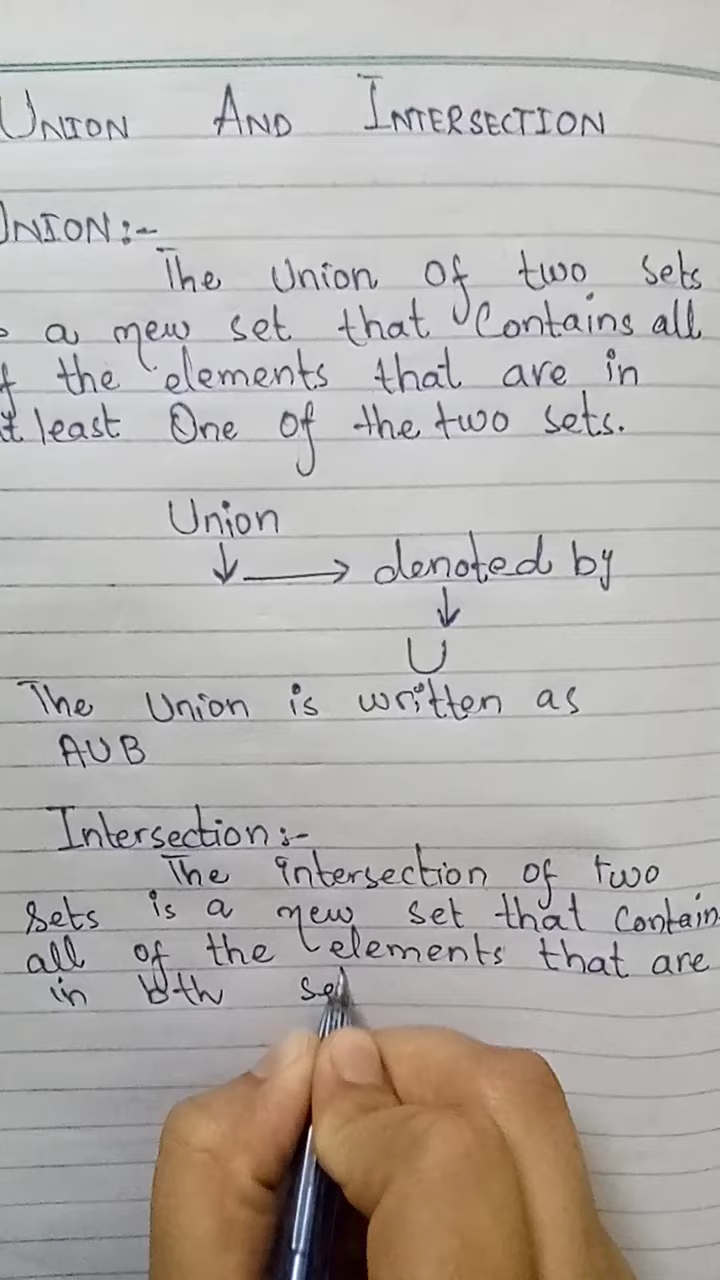 UNION AND INTERSECTION
UNION:-
The Union of two sets
a new set that Contains all
the elements that are in
least One of the two sets.
Union
↓ → denoted by
↓
U
The Union is written as
AUB
Intersection:-
The intersection of two
Sets is a new set that Contain
all of the elements that are
in both se